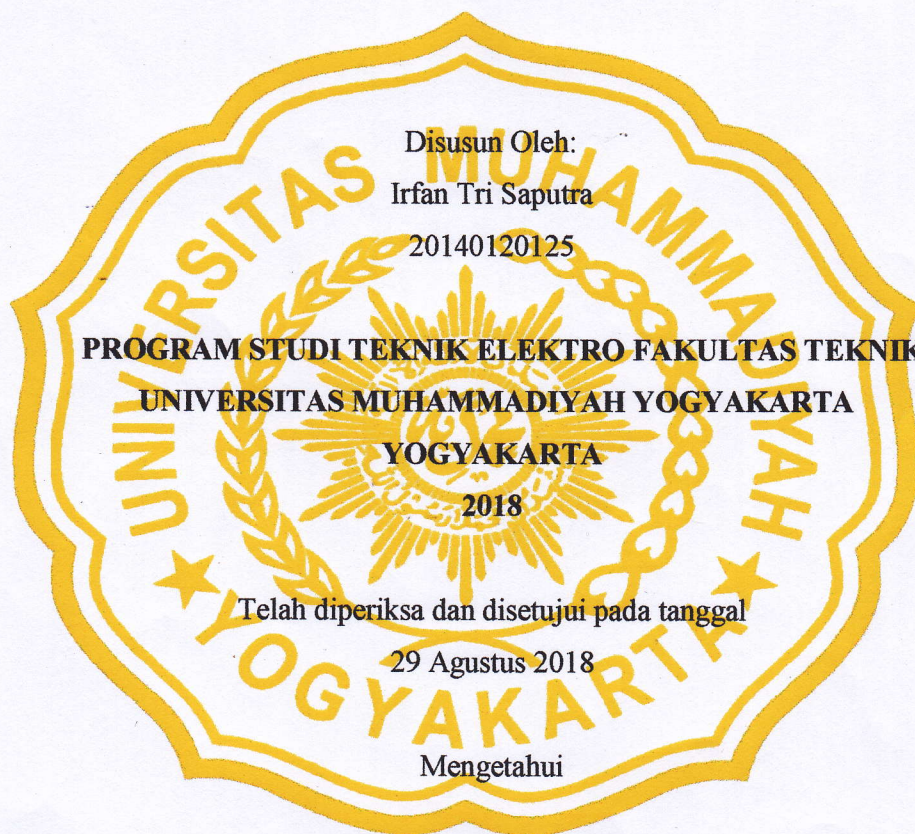 Disusun Oleh:
Irfan Tri Saputra
20140120125
PROGRAM STUDI TEKNIK ELEKTRO FAKULTAS TEKNIK
UNIVERSITAS MUHAMMADIYAH YOGYAKARTA
YOGYAKARTA
2018
Telah diperiksa dan disetujui pada tanggal
29 Agustus 2018
Mengetahui
UNIVERSITAS MUHAMMADIYAH
YOGYAKARTA